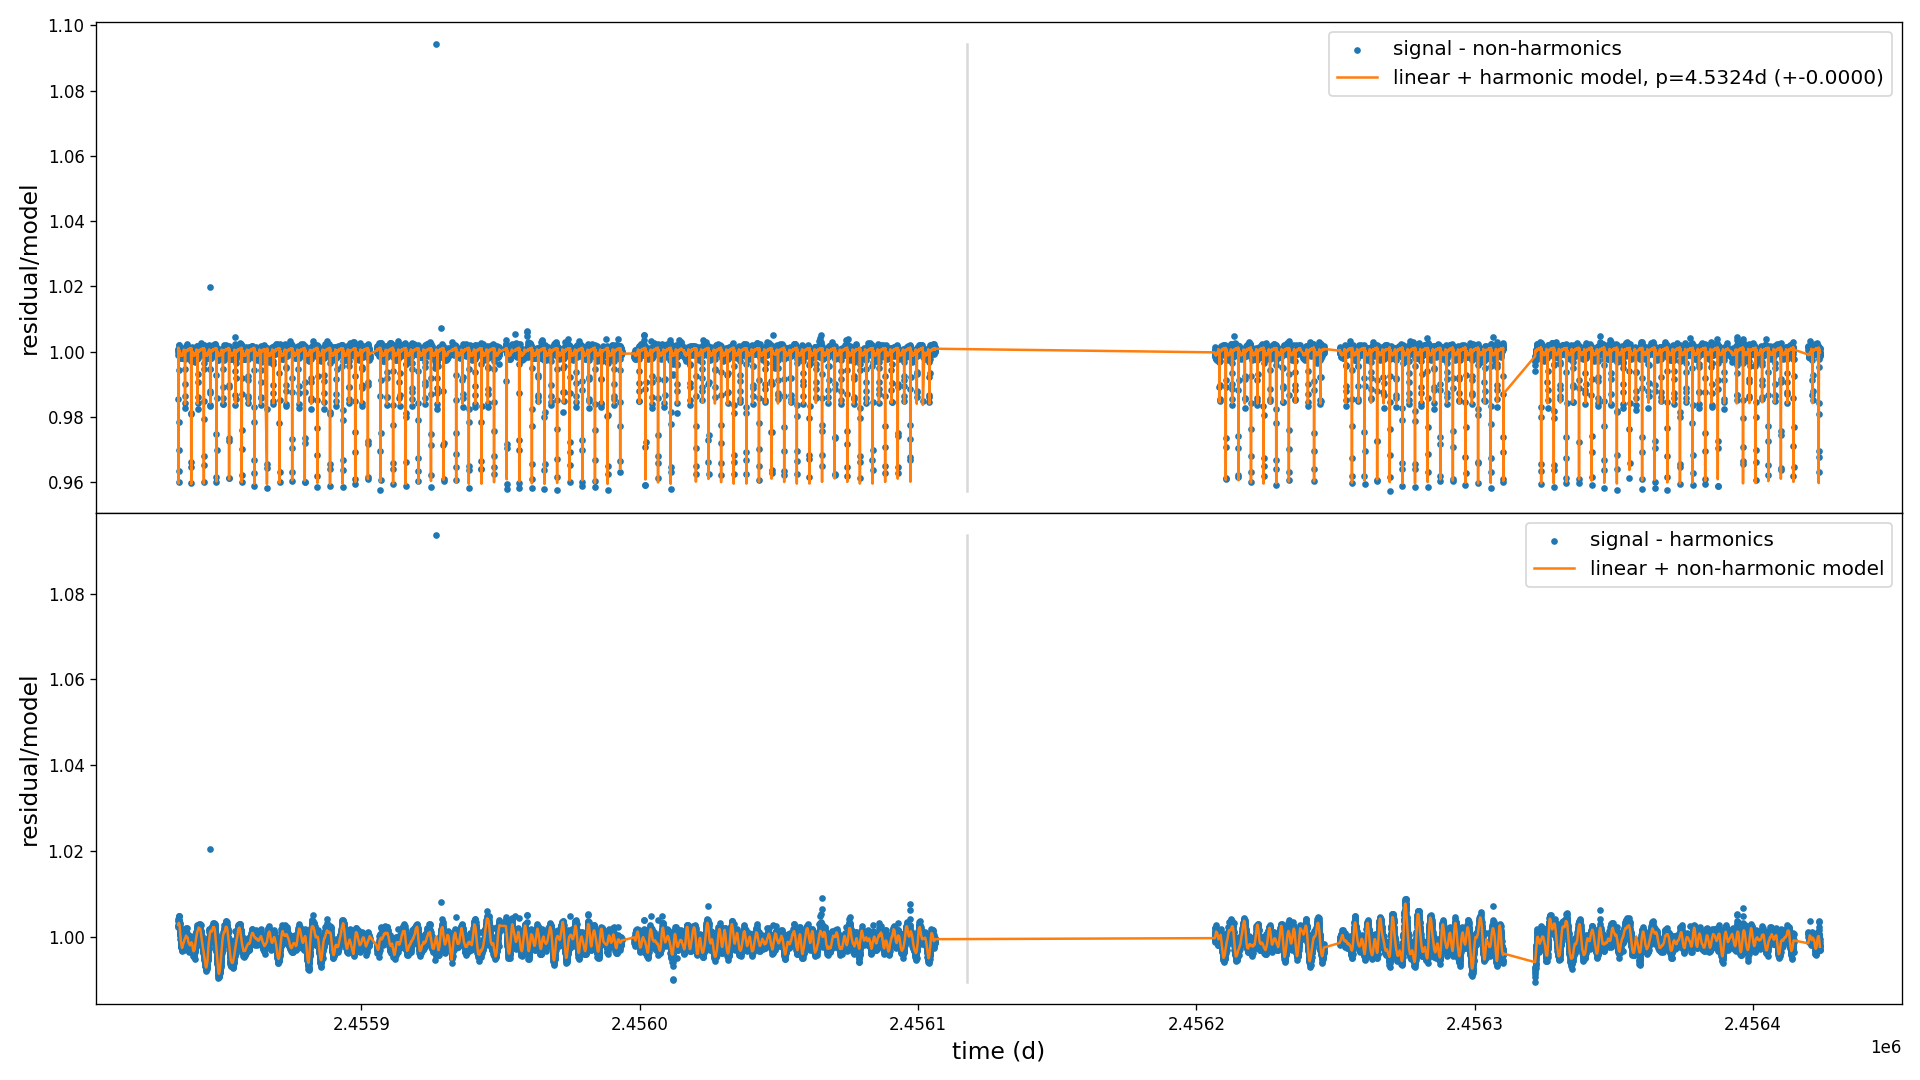 1.10
1.08
1.06
1.04
1.02
1.00
0.98
0.96
residual/model
signal - non-harmonics
linear + harmonic model, p=4.5324d (+-0.0000)
1.08
1.06
1.04
1.02
1.00
residual/model
signal - harmonics
linear + non-harmonic model
2.4559 2.4560 2.4561 2.4562 2.4563 2.4564
1e6
time (d)